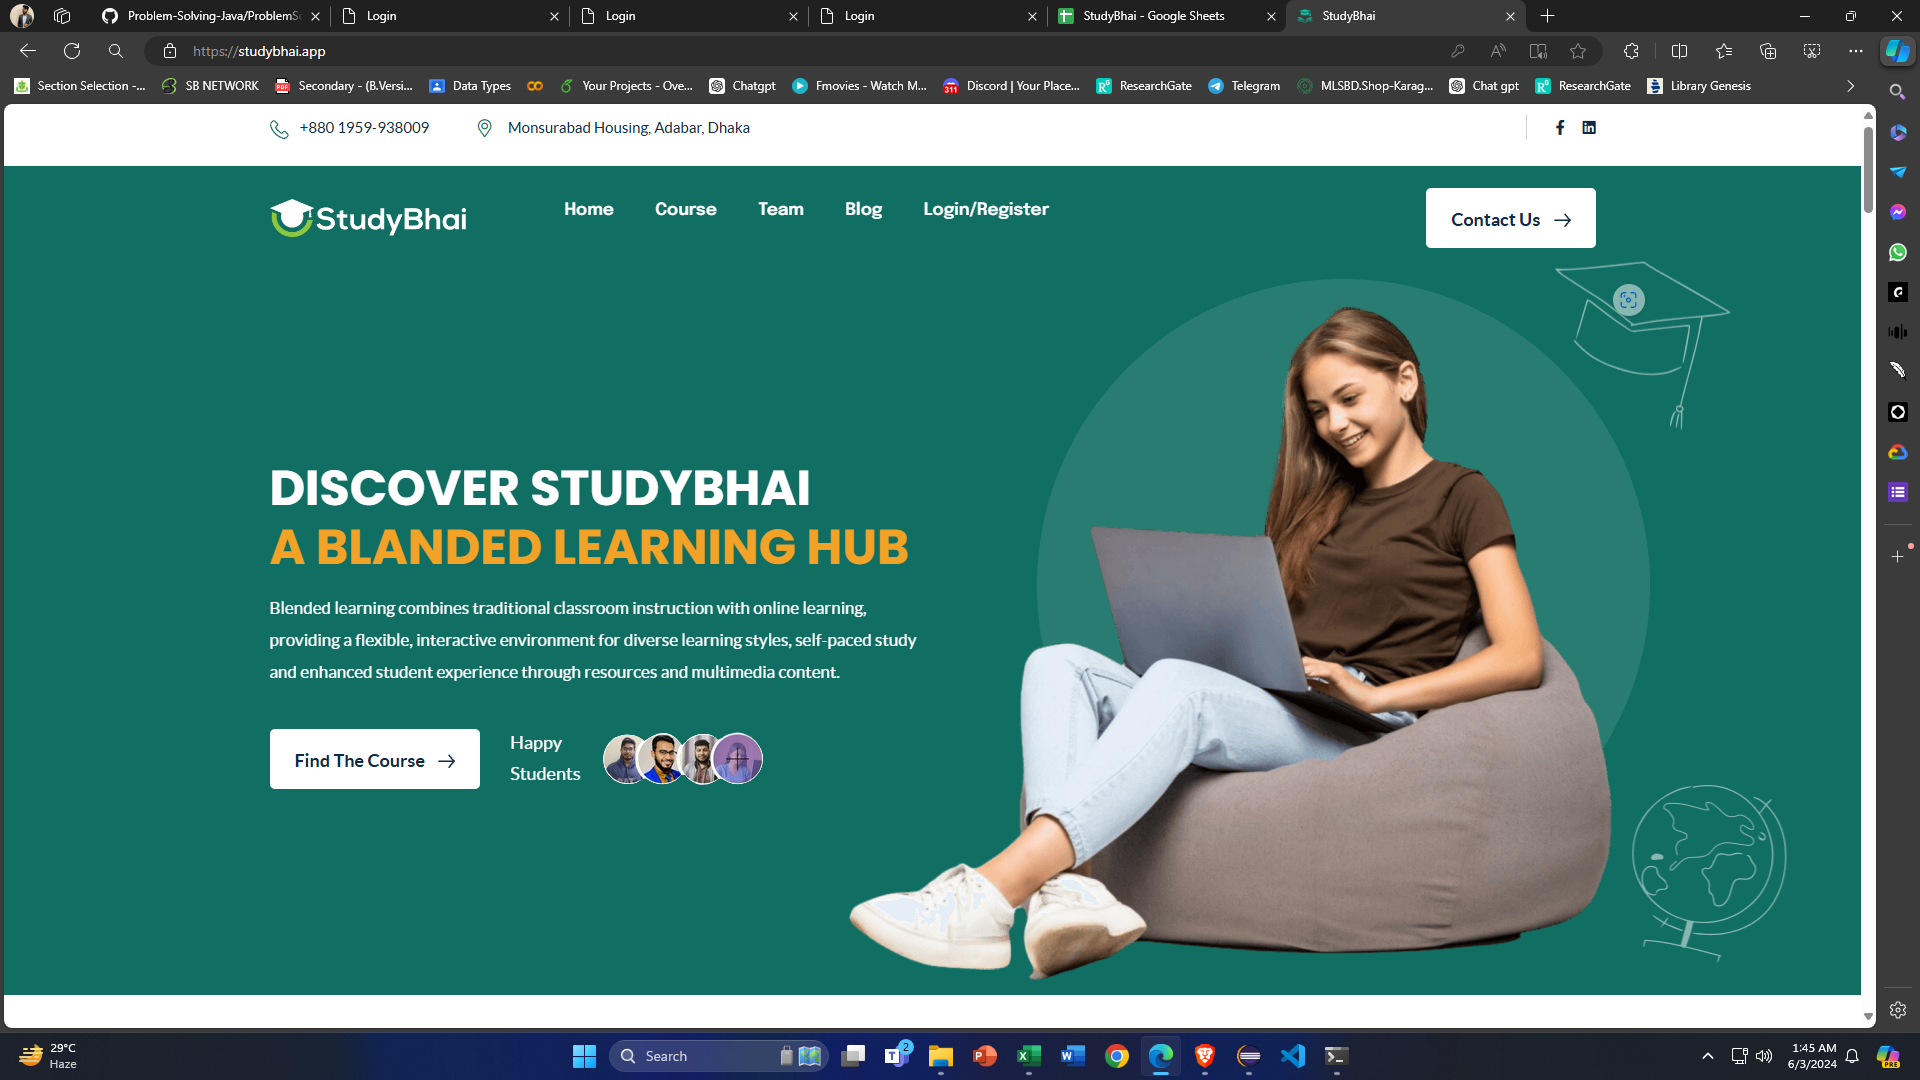 Problem-Solving-Java/ProblemSo
Login
Login
Login
StudyBhai - Google Sheets
StudyBhai
https://studybhai.app
Section Selection -...
SB NETWORK
Secondary - (B.Versi...
Data Types
Your Projects - Ove...
Chatgpt
Fmovies - Watch M...
Discord | Your Place...
ResearchGate
Telegram
MLSBD.Shop-Karag...
Chat gpt
ResearchGate
Library Genesis
+880 1959-938009
Monsurabad Housing, Adabar, Dhaka
StudyBhai
Home
Course
Team
Blog
Login/Register
Contact Us
DISCOVER STUDYBHAI
A BLANDED LEARNING HUB
Blended learning combines traditional classroom instruction with online learning,
providing a flexible, interactive environment for diverse learning styles, self-paced study
and enhanced student experience through resources and multimedia content.
Find The Course
Happy
Students
29°C
Haze
Search
2
1:45 AM
6/3/2024